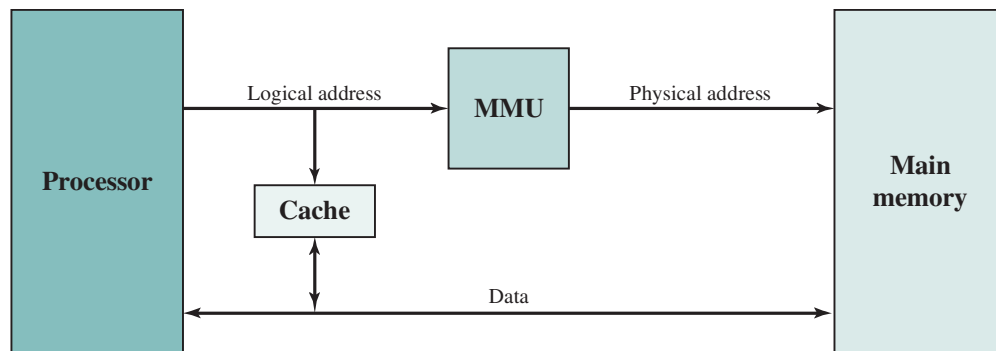 Processor
Logical address
MMU
Physical address
Cache
Data
Main
memory